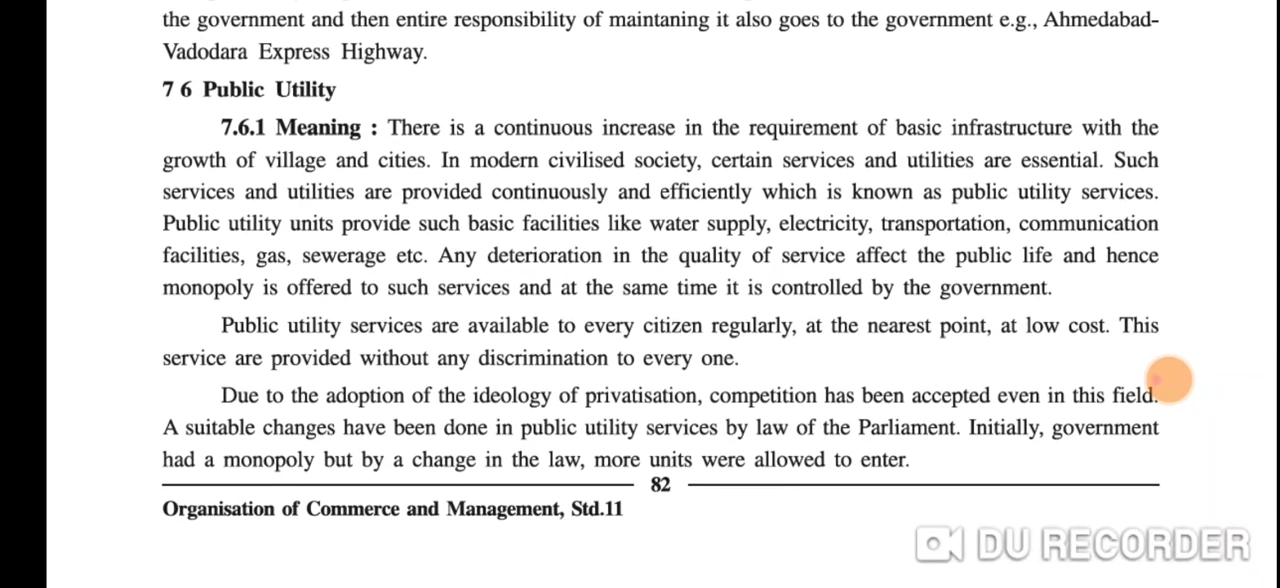 the government and then entire responsibility of maintaning it also goes to the government e.g., Ahmedabad-
Vadodara Express Highway.
7 6 Public Utility
7.6.1 Meaning : There is a continuous increase in the requirement of basic infrastructure with the
growth of village and cities. In modern civilised society, certain services and utilities are essential. Such
services and utilities are provided continuously and efficiently which is known as public utility services.
Public utility units provide such basic facilities like water supply, electricity, transportation, communication
facilities, gas, sewerage etc. Any deterioration in the quality of service affect the public life and hence
monopoly is offered to such services and at the same time it is controlled by the government.
Public utility services are available to every citizen regularly, at the nearest point, at low cost. This
service are provided without any discrimination to every one.
Due to the adoption of the ideology of privatisation, competition has been accepted even in this field.
A suitable changes have been done in public utility services by law of the Parliament. Initially, government
had a monopoly but by a change in the law, more units were allowed to enter.
82
Organisation of Commerce and Management, Std.11
DU RECORDER